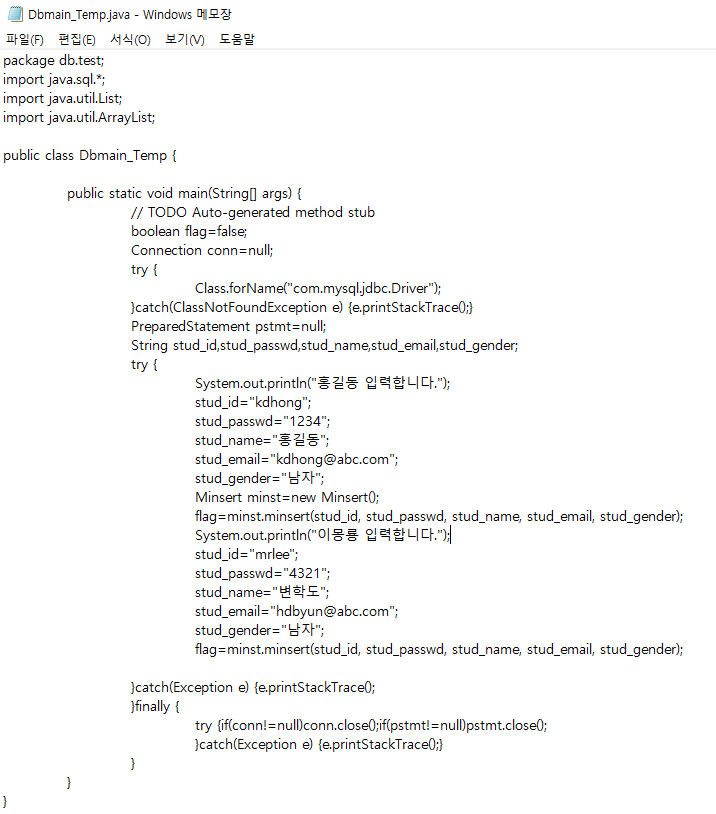 Dbmain_Temp.java - Windows 메모장
파일(F) 편집(E) 서식(O) 보기(V) 도움말
package db.test;
import java.sql.*;
import java.util.List;
import java.util.ArrayList;
public class Dbmain_Temp {
public static void main(String[] args) {
// TODO Auto-generated method stub
boolean flag=false;
Connection conn=null;
try {
Class.forName("com.mysql.jdbc.Driver");
}catch(ClassNotFoundException e) {e.printStackTrace();}
PreparedStatement pstmt=null;
String stud_id,stud_passwd,stud_name,stud_email,stud_gender;
try {
System.out.println("홍길동 입력합니다.");
stud_id="kdhong";
stud_passwd="1234";
stud_name="홍길동";
stud_email="kdhong@abc.com";
stud_gender="남자";
Minsert minst=new Minsert();
flag=minst.minsert(stud_id, stud_passwd, stud_name, stud_email, stud_gender);
System.out.println("이몽룡 입력합니다.");
stud_id="mrlee";
stud_passwd="4321";
stud_name="변학도";
stud_email="hdbyun@abc.com";
stud_gender="남자";
flag=minst.minsert(stud_id, stud_passwd, stud_name, stud_email, stud_gender);
}catch(Exception e) {e.printStackTrace();
}finally {
try {if(conn!=null)conn.close();if(pstmt!=null)pstmt.close();
}catch(Exception e) {e.printStackTrace();}
}
}
}